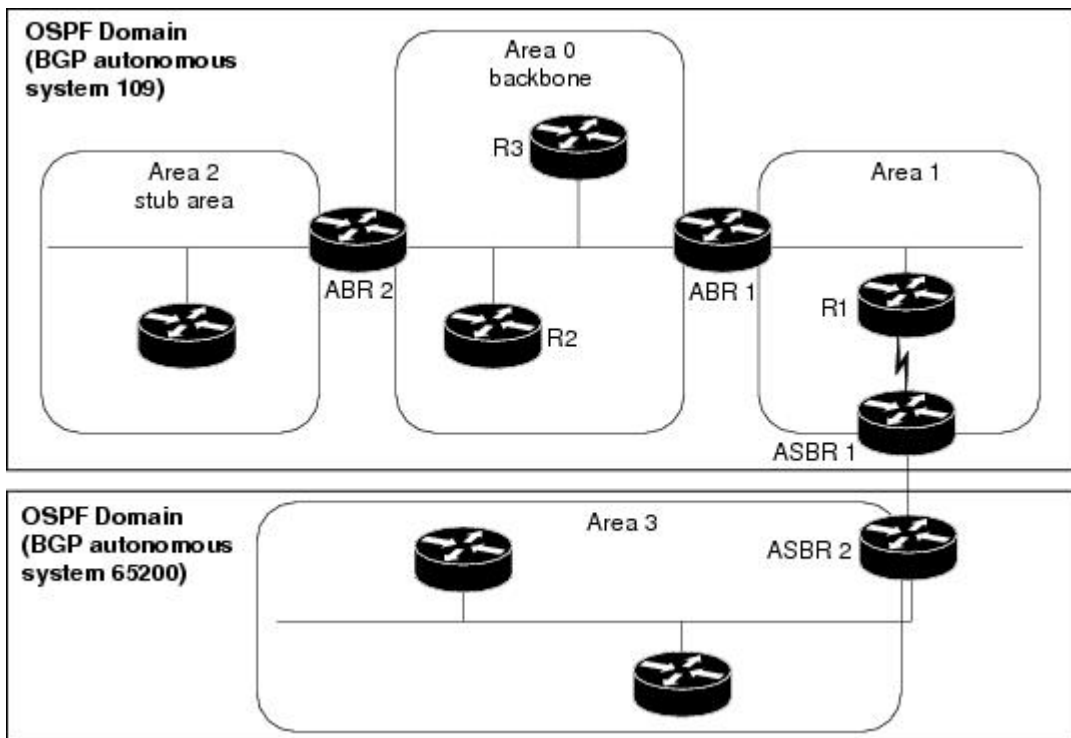 OSPF Domain
(BGP autonomous
system 109)
Area 0
backbone
R3
Area 2
stub area
Area 1
ABR 2
R2
ABR 1
R1
ASBR 1
OSPF Domain
(BGP autonomous
system 65200)
Area 3
ASBR 2